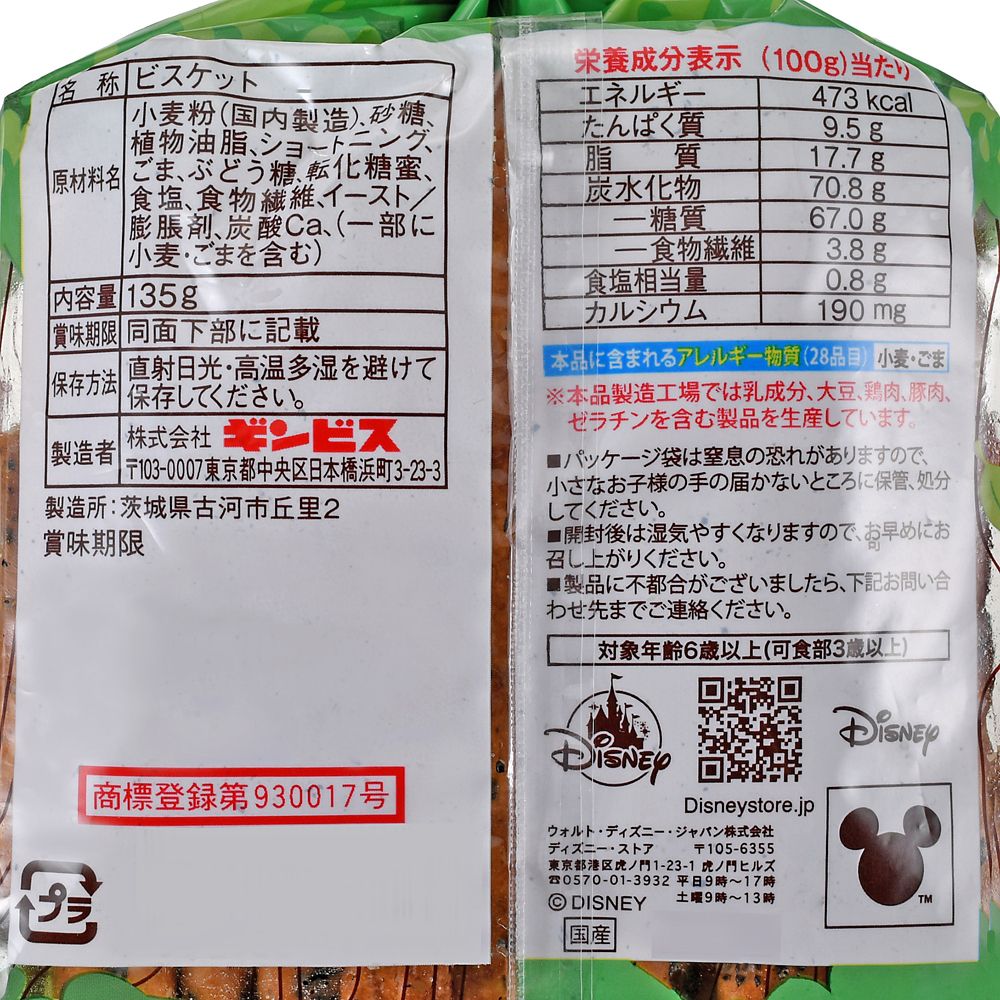 名称 ビスケット
原材料名 小麦粉(国内製造)、砂糖、
植物油脂、ショートニング、
ごま、ぶどう糖、転化糖蜜、
食塩、食物繊維、イースト/
膨脹剤、炭酸Ca、(一部に
小麦・ごまを含む)
内容量 135g
賞味期限 同面下部に記載
保存方法 直射日光・高温多湿を避けて
保存してください。
製造者 株式会社 ギンビス
〒103-0007東京都中央区日本橋浜町3-23-3
製造所:茨城県古河市丘里2
賞味期限
商標登録第930017号
プラ
栄養成分表示 (100g)当たり
エネルギー 473 kcal
たんぱく質 9.5 g
脂質 17.7 g
炭水化物 70.8 g
―糖質 67.0 g
―食物繊維 3.8 g
食塩相当量 0.8 g
カルシウム 190 mg
本品に含まれるアレルギー物質(28品目) 小麦・ごま
※本品製造工場では乳成分、大豆、鶏肉、豚肉、
ゼラチンを含む製品を生産しています。
■パッケージ袋は窒息の恐れがありますので、
小さなお子様の手の届かないところに保管、処分
してください。
■開封後は湿気やすくなりますので、お早めにお
召し上がりください。
■製品に不都合がございましたら、下記お問い合
わせ先までご連絡ください。
対象年齢6歳以上(可食部3歳以上)
Disney
Disney
Disneystore.jp
ウォルト・ディズニー・ジャパン株式会社
ディズニー・ストア 〒105-6355
東京都港区虎ノ門1-23-1 虎ノ門ヒルズ
☎0570-01-3932 平日9時～17時
土曜9時～13時
© DISNEY
TM
国産